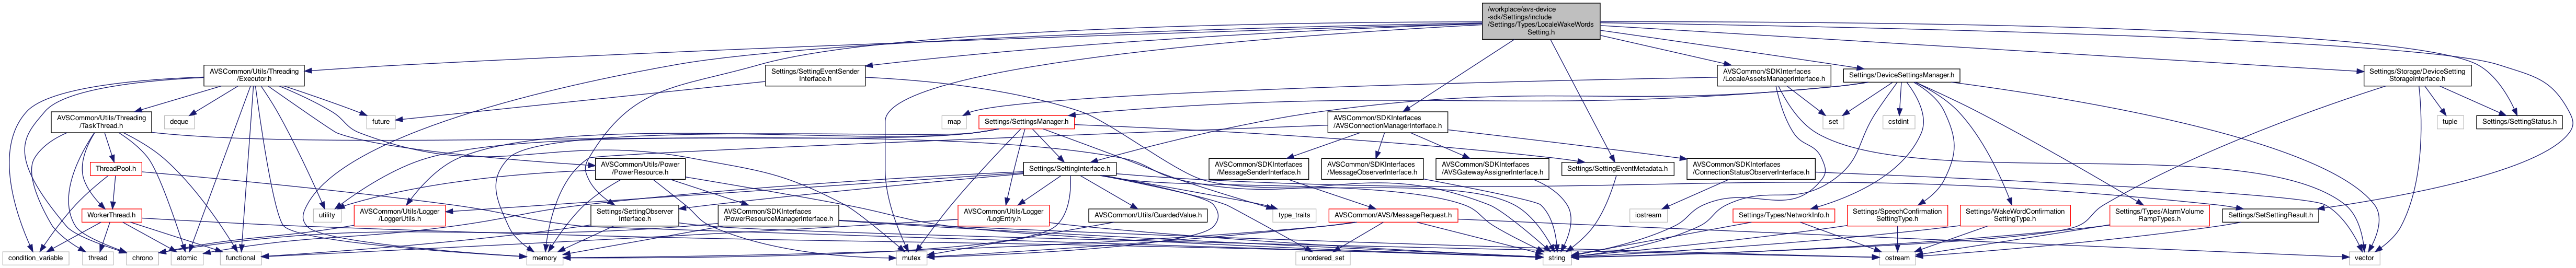 /workplace/avs-device
-sdk/Settings/include
/Settings/Types/LocaleWakeWords
Setting.h
AVSCommon/Utils/Threading
/Executor.h
Settings/SettingEventSender
Interface.h
AVSCommon/SDKInterfaces
/LocaleAssetsManagerInterface.h
Settings/DeviceSettingsManager.h
Settings/Storage/DeviceSetting
StorageInterface.h
AVSCommon/Utils/Threading
/TaskThread.h
deque
future
map
Settings/SettingsManager.h
AVSCommon/SDKInterfaces
/AVSConnectionManagerInterface.h
set
cstdint
tuple
Settings/SettingStatus.h
ThreadPool.h
AVSCommon/Utils/Power
/PowerResource.h
Settings/SettingInterface.h
AVSCommon/SDKInterfaces
/MessageSenderInterface.h
AVSCommon/SDKInterfaces
/MessageObserverInterface.h
AVSCommon/SDKInterfaces
/AVSGatewayAssignerInterface.h
Settings/SettingEventMetadata.h
AVSCommon/SDKInterfaces
/ConnectionStatusObserverInterface.h
WorkerThread.h
utility
AVSCommon/Utils/Logger
/LoggerUtils.h
Settings/SettingObserver
Interface.h
AVSCommon/SDKInterfaces
/PowerResourceManagerInterface.h
AVSCommon/Utils/Logger
/LogEntry.h
AVSCommon/Utils/GuardedValue.h
type_traits
AVSCommon/AVS/MessageRequest.h
iostream
Settings/Types/NetworkInfo.h
Settings/SpeechConfirmation
SettingType.h
Settings/WakeWordConfirmation
SettingType.h
Settings/Types/AlarmVolume
RampTypes.h
Settings/SetSettingResult.h
condition_variable
thread
chrono
atomic
functional
memory
mutex
unordered_set
string
ostream
vector